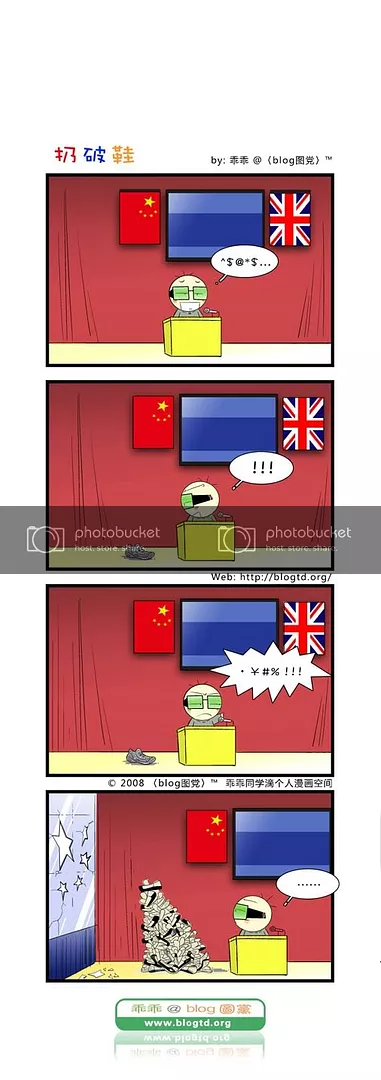 扔破鞋
by: 乖乖 @〈blog图党〉™
^$@*$...
!!!
photobucket
host. store. share.
photobucket
host. store. share.
Web: http://blogtd.org/
· ¥#% !!!
© 2008 〈blog图党〉™ 乖乖同学滴个人漫画空间
......
乖乖 @ blog 圖黨
www.blogtd.org